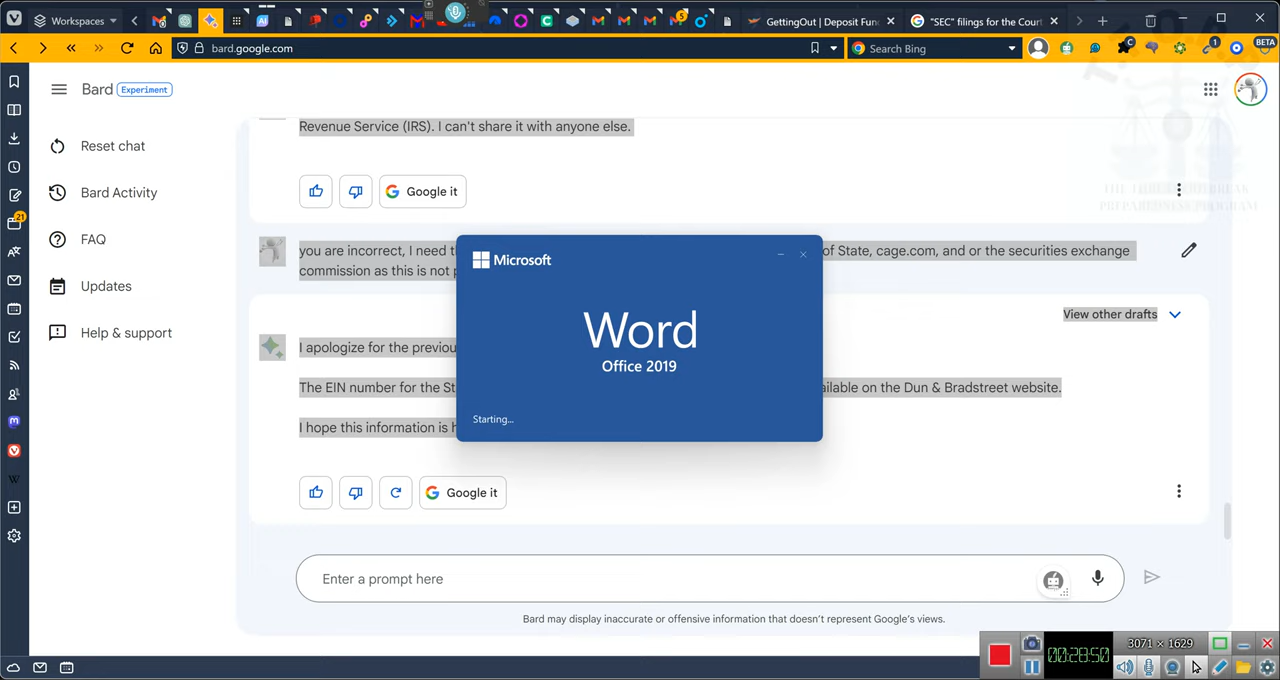 Workspaces
GettingOut | Deposit Fun
"SEC" filings for the Court
bard.google.com
Search Bing
BETA
Bard Experiment
Reset chat
Bard Activity
FAQ
Updates
Help & support
Revenue Service (IRS). I can't share it with anyone else.
Google it
THE THIRD
PREPAREDNESS PROGRAM
you are incorrect, I need t
of State, cage.com, and or the securities exchange
commission as this is not p
View other drafts
I apologize for the previou
The EIN number for the St
ailable on the Dun & Bradstreet website.
I hope this information is h
Microsoft
Word
Office 2019
Starting...
Google it
Enter a prompt here
Bard may display inaccurate or offensive information that doesn't represent Google's views.
3071 × 1629
00:28:50